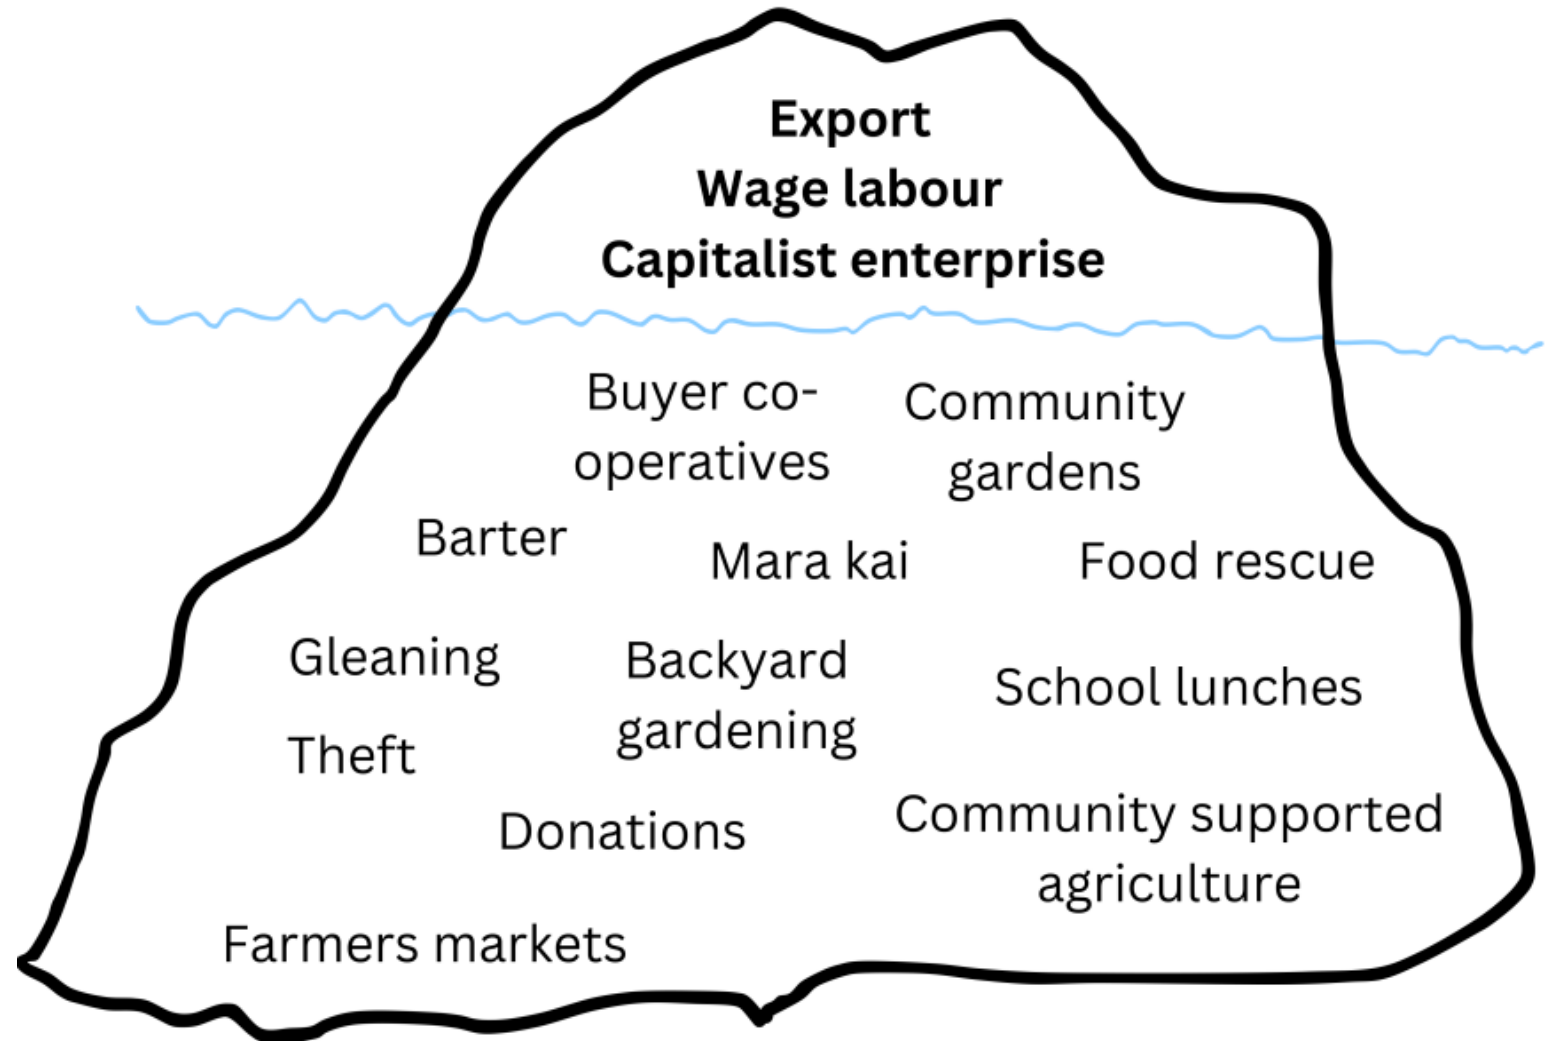 Export
Wage labour
Capitalist enterprise
Buyer co-
operatives
Community
gardens
Barter
Mara kai
Food rescue
Gleaning
Backyard
gardening
School lunches
Theft
Donations
Community supported
agriculture
Farmers markets